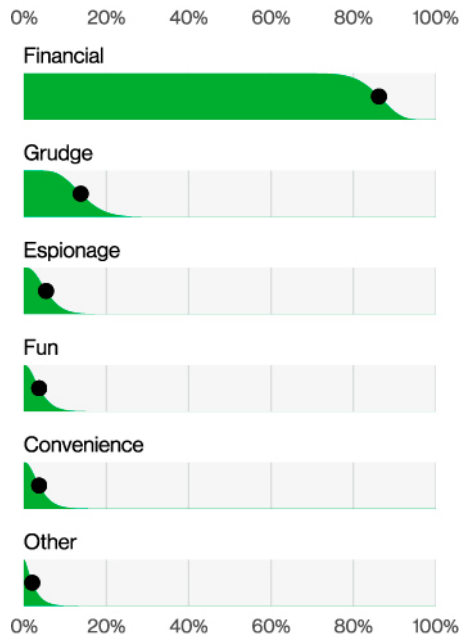 0% 20% 40% 60% 80% 100%
Financial
Grudge
Espionage
Fun
Convenience
Other
0% 20% 40% 60% 80% 100%